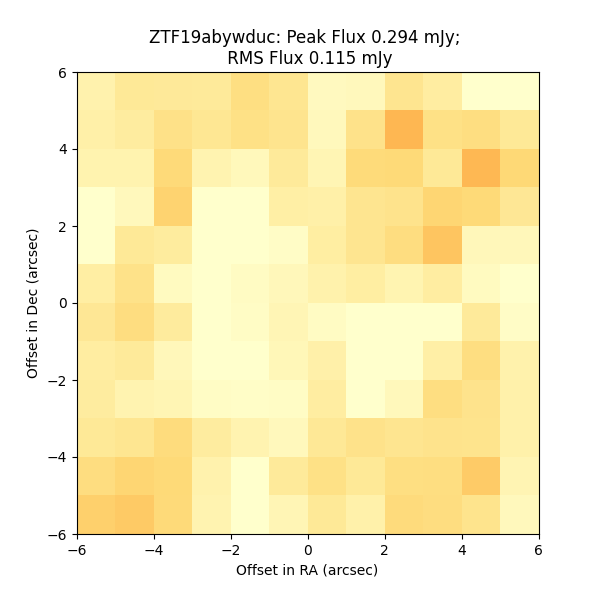 ZTF19abywduc: Peak Flux 0.294 mJy;
RMS Flux 0.115 mJy
6
4
2
0
−2
−4
−6
Offset in Dec (arcsec)
−6 −4 −2 0 2 4 6
Offset in RA (arcsec)